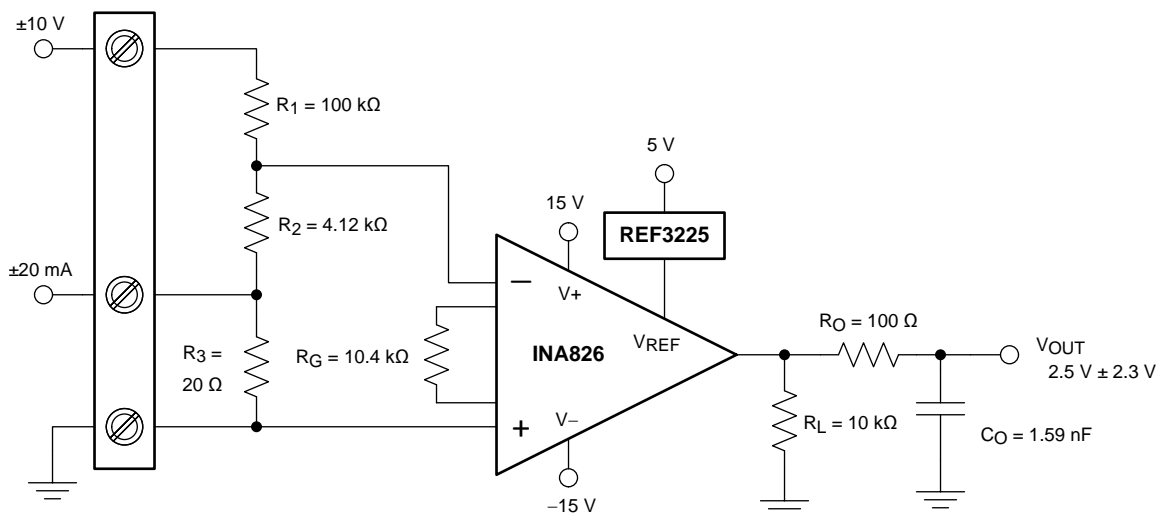 ±10 V
R1 = 100 kΩ
5 V
15 V
REF3225
R2 = 4.12 kΩ
±20 mA
−
V+
RO = 100 Ω
VOUT
2.5 V ± 2.3 V
R3 =
20 Ω
RG = 10.4 kΩ
INA826
VREF
+
V−
RL = 10 kΩ
CO = 1.59 nF
−15 V